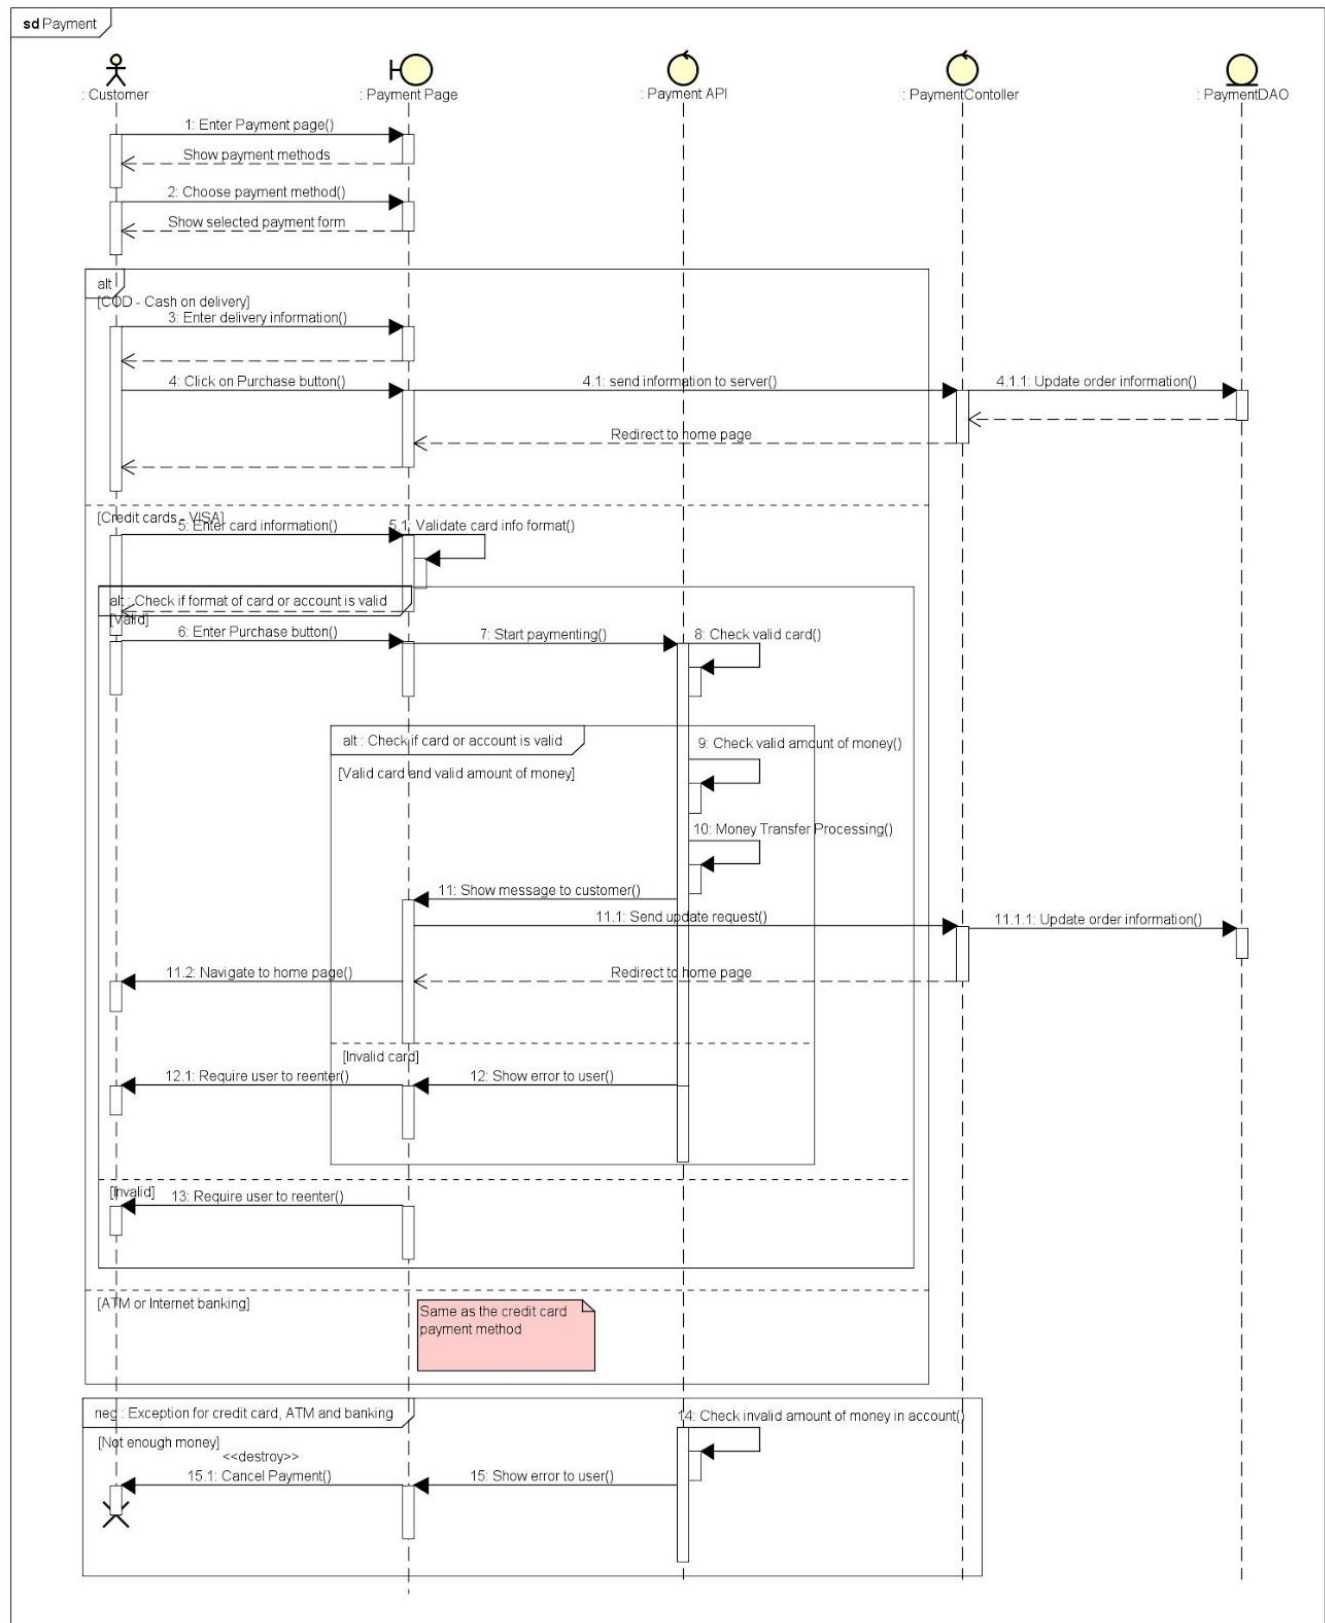 sd Payment
: Customer
: Payment Page
: Payment API
: PaymentContoller
: PaymentDAO
1: Enter Payment page()
Show payment methods
2: Choose payment method()
Show selected payment form
alt
[COD - Cash on delivery]
3: Enter delivery information()
4: Click on Purchase button()
4.1: send information to server()
4.1.1: Update order information()
Redirect to home page
[Credit cards - VISA]
5: Enter card information()
5.1: Validate card info format()
alt : Check if format of card or account is valid
[Valid]
6: Enter Purchase button()
7: Start paymenting()
8: Check valid card()
alt : Check if card or account is valid
9: Check valid amount of money()
[Valid card and valid amount of money]
10: Money Transfer Processing()
11: Show message to customer()
11.1: Send update request()
11.1.1: Update order information()
11.2: Navigate to home page()
Redirect to home page
[Invalid card]
12.1: Require user to reenter()
12: Show error to user()
[Invalid]
13: Require user to reenter()
[ATM or Internet banking]
Same as the credit card
payment method
neg : Exception for credit card, ATM and banking
14: Check invalid amount of money in account()
[Not enough money]
<<destroy>>
15.1: Cancel Payment()
15: Show error to user()